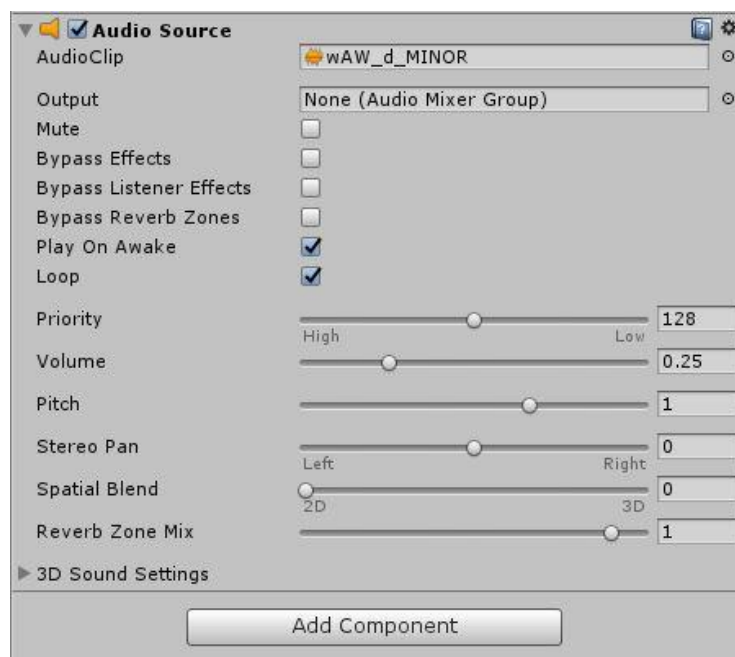 Audio Source
AudioClip wAW_d_MINOR
Output None (Audio Mixer Group)
Mute
Bypass Effects
Bypass Listener Effects
Bypass Reverb Zones
Play On Awake
Loop
Priority 128
High Low
Volume 0.25
Pitch 1
Stereo Pan 0
Left Right
Spatial Blend 0
2D 3D
Reverb Zone Mix 1
3D Sound Settings
Add Component